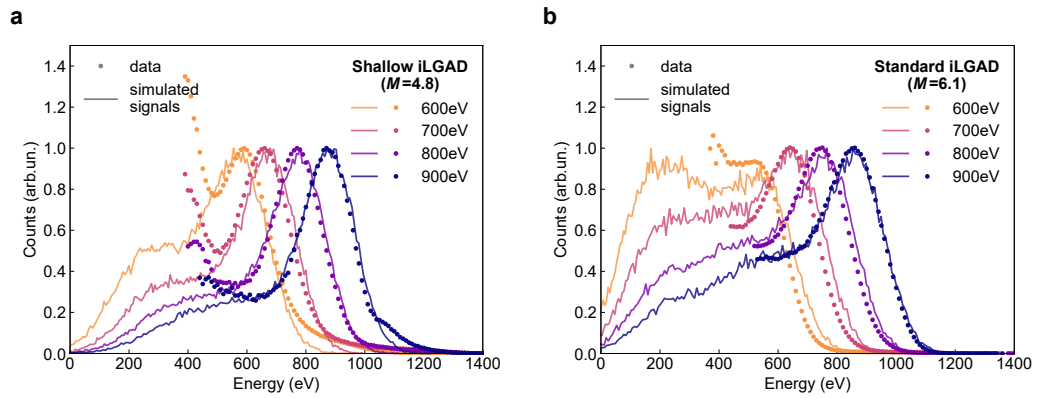 a
Counts (arb.un.)
1.4
1.2
1.0
0.8
0.6
0.4
0.2
0.0
0
200
400
600
800
1000
1200
1400
Energy (eV)
data
simulated
signals
Shallow iLGAD
(M=4.8)
600eV
700eV
800eV
900eV
b
Counts (arb.un.)
1.4
1.2
1.0
0.8
0.6
0.4
0.2
0.0
0
200
400
600
800
1000
1200
1400
Energy (eV)
data
simulated
signals
Standard iLGAD
(M=6.1)
600eV
700eV
800eV
900eV